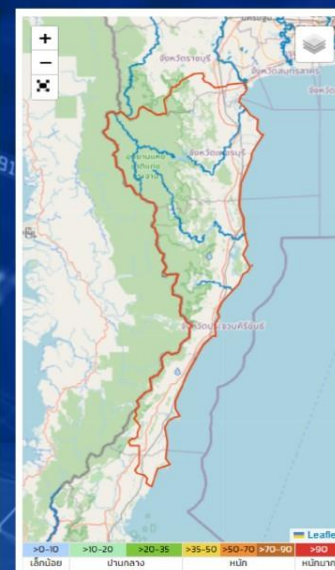 +
−
จังหวัดราชบุรี
จังหวัดสมุทรสาคร
จังหวัดเพชรบุรี
จังหวัดประจวบคีรีขันธ์
Leafle
>0-10 >10-20 >20-35 >35-50 >50-70 >70-90 >90
เล็กน้อย ปานกลาง หนัก หนักมาก